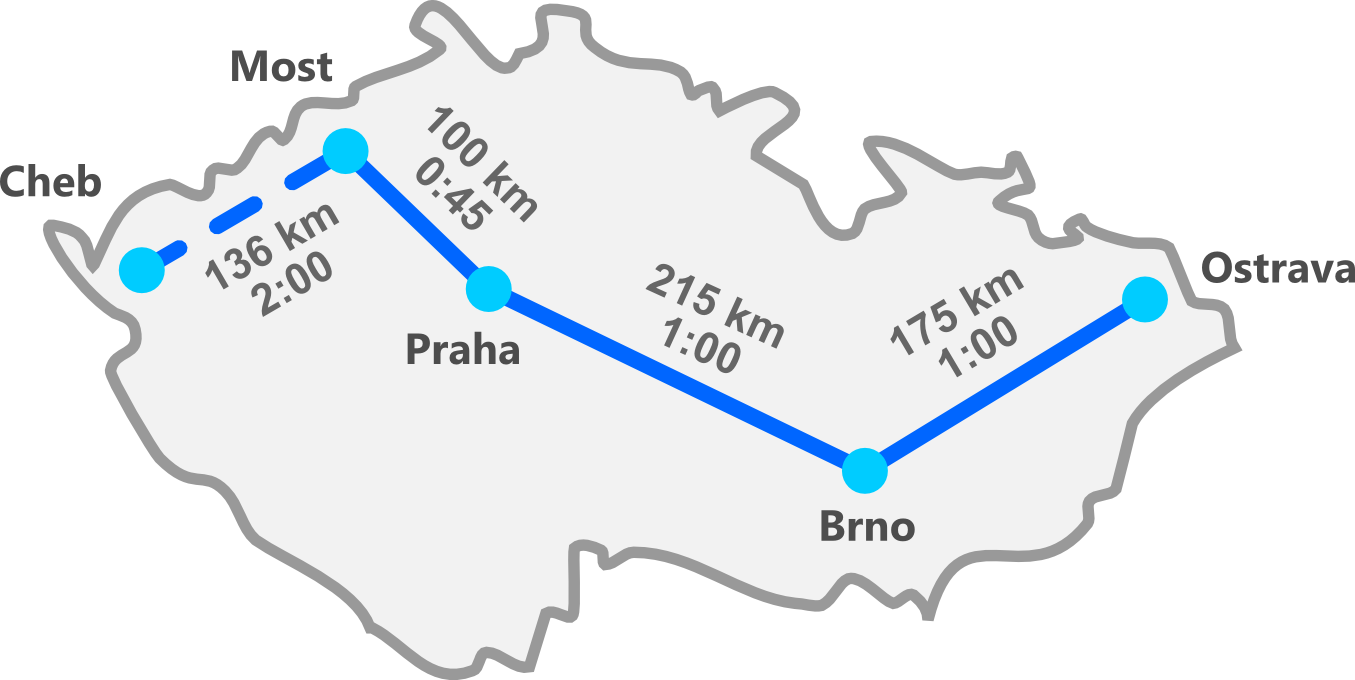 Most
Cheb
100 km
0:45
136 km
2:00
Praha
215 km
1:00
175 km
1:00
Ostrava
Brno